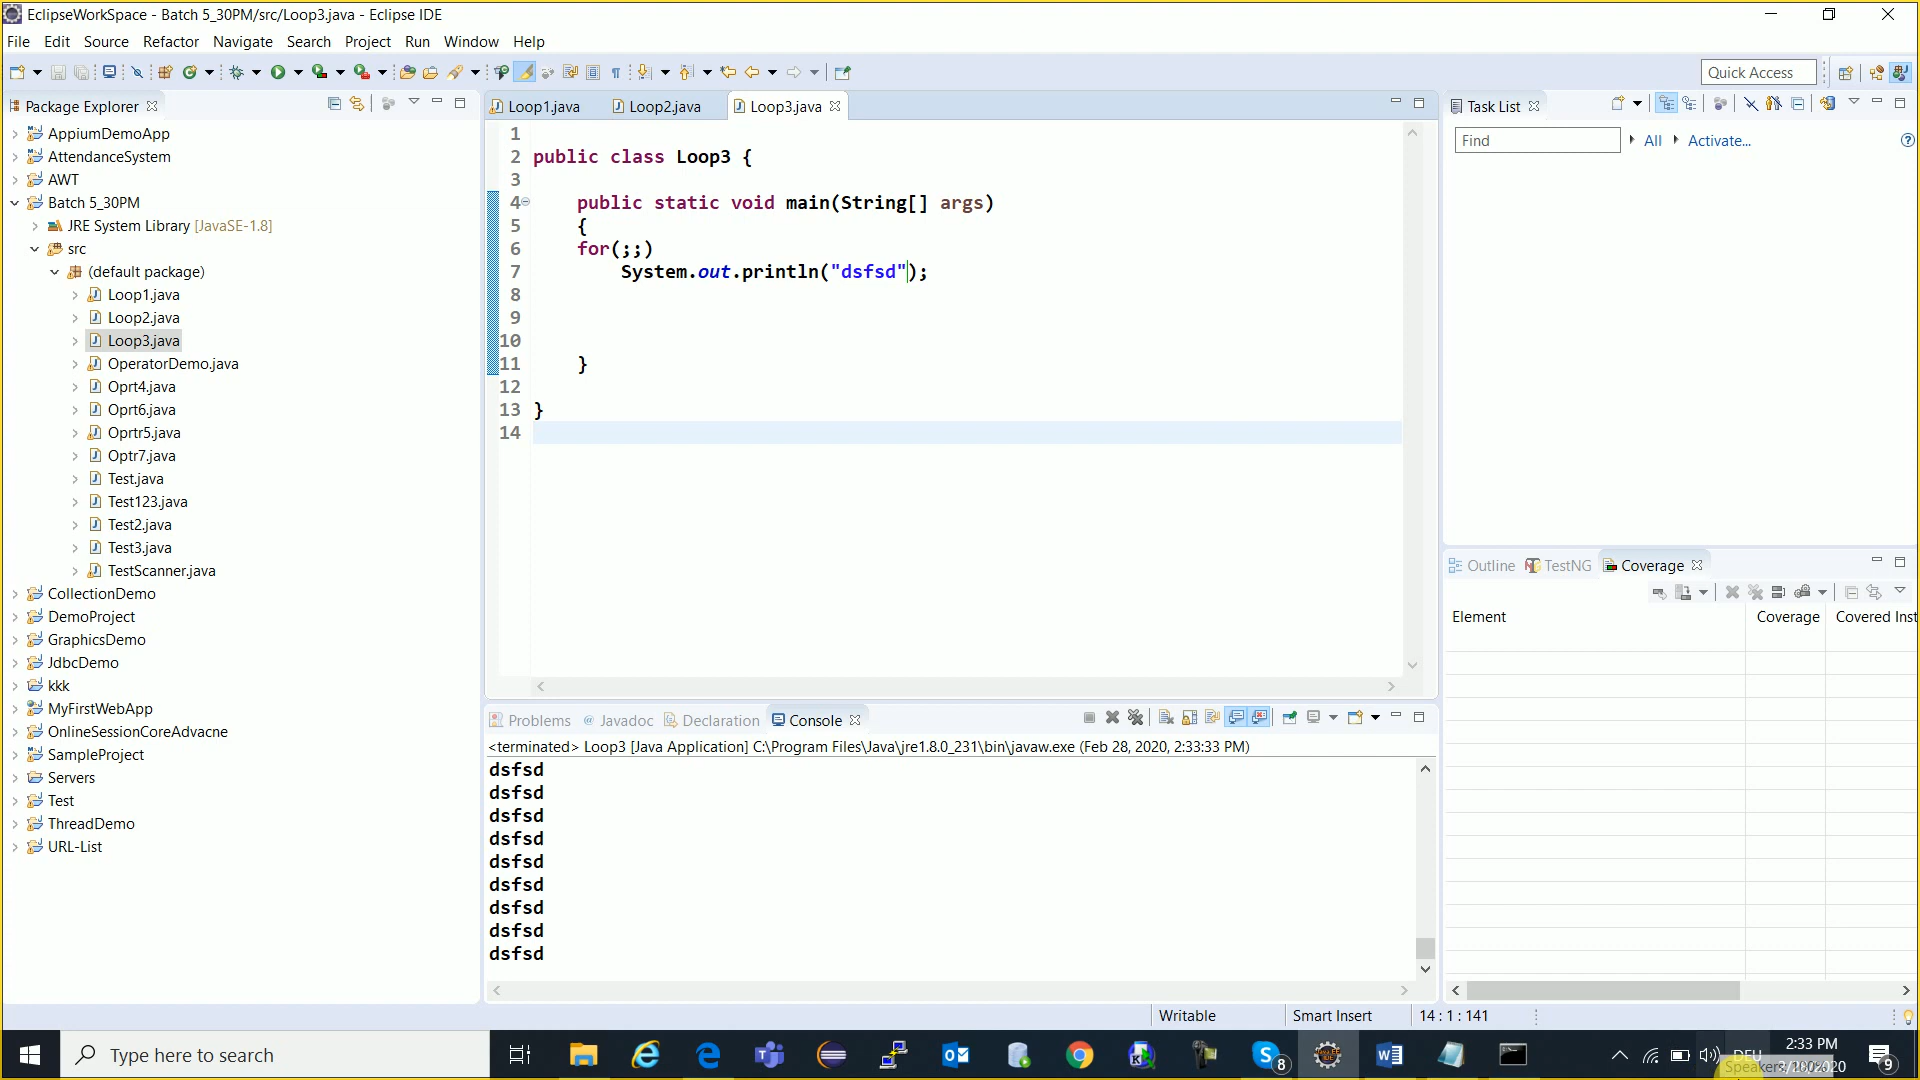 EclipseWorkSpace - Batch 5_30PM/src/Loop3.java - Eclipse IDE
File Edit Source Refactor Navigate Search Project Run Window Help
Quick Access
Package Explorer
AppiumDemoApp
AttendanceSystem
AWT
Batch 5_30PM
JRE System Library [JavaSE-1.8]
src
(default package)
Loop1.java
Loop2.java
Loop3.java
OperatorDemo.java
Oprt4.java
Oprt6.java
Oprtr5.java
Optr7.java
Test.java
Test123.java
Test2.java
Test3.java
TestScanner.java
CollectionDemo
DemoProject
GraphicsDemo
JdbcDemo
kkk
MyFirstWebApp
OnlineSessionCoreAdvacne
SampleProject
Servers
Test
ThreadDemo
URL-List
Loop1.java Loop2.java Loop3.java
1
2 public class Loop3 {
3
4 public static void main(String[] args)
5 {
6 for(;;)
7 System.out.println("dsfsd");
8
9
10
11 }
12
13 }
14
Problems @ Javadoc Declaration Console
<terminated> Loop3 [Java Application] C:\Program Files\Java\jre1.8.0_231\bin\javaw.exe (Feb 28, 2020, 2:33:33 PM)
dsfsd
dsfsd
dsfsd
dsfsd
dsfsd
dsfsd
dsfsd
dsfsd
dsfsd
Task List
Find All Activate...
Outline TestNG Coverage
Element Coverage Covered Inst
Writable Smart Insert 14 : 1 : 141
Type here to search
8
DEU
2:33 PM
9